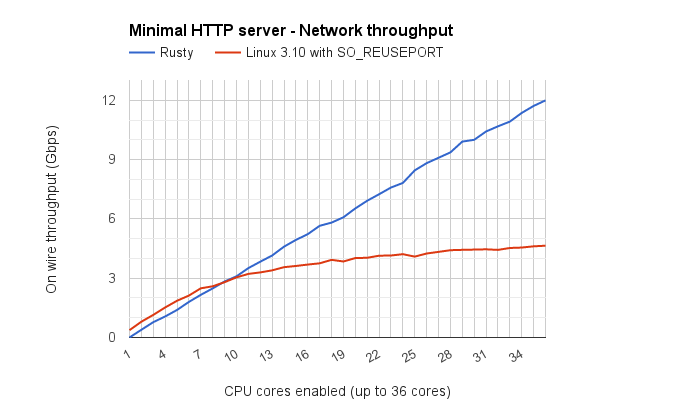 Minimal HTTP server - Network throughput
Rusty
Linux 3.10 with SO_REUSEPORT
On wire throughput (Gbps)
12
9
6
3
0
1 4 7 10 13 16 19 22 25 28 31 34
CPU cores enabled (up to 36 cores)